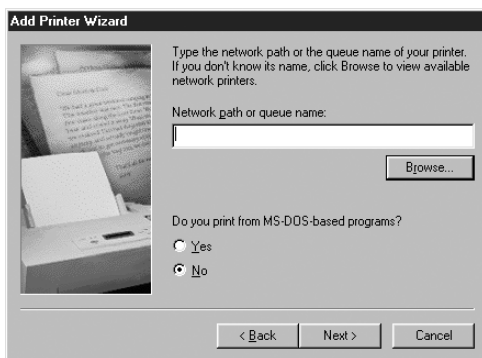 Add Printer Wizard
Type the network path or the queue name of your printer.
If you don't know its name, click Browse to view available
network printers.
Network path or queue name:
Browse...
Do you print from MS-DOS-based programs?
Yes
No
< Back
Next >
Cancel